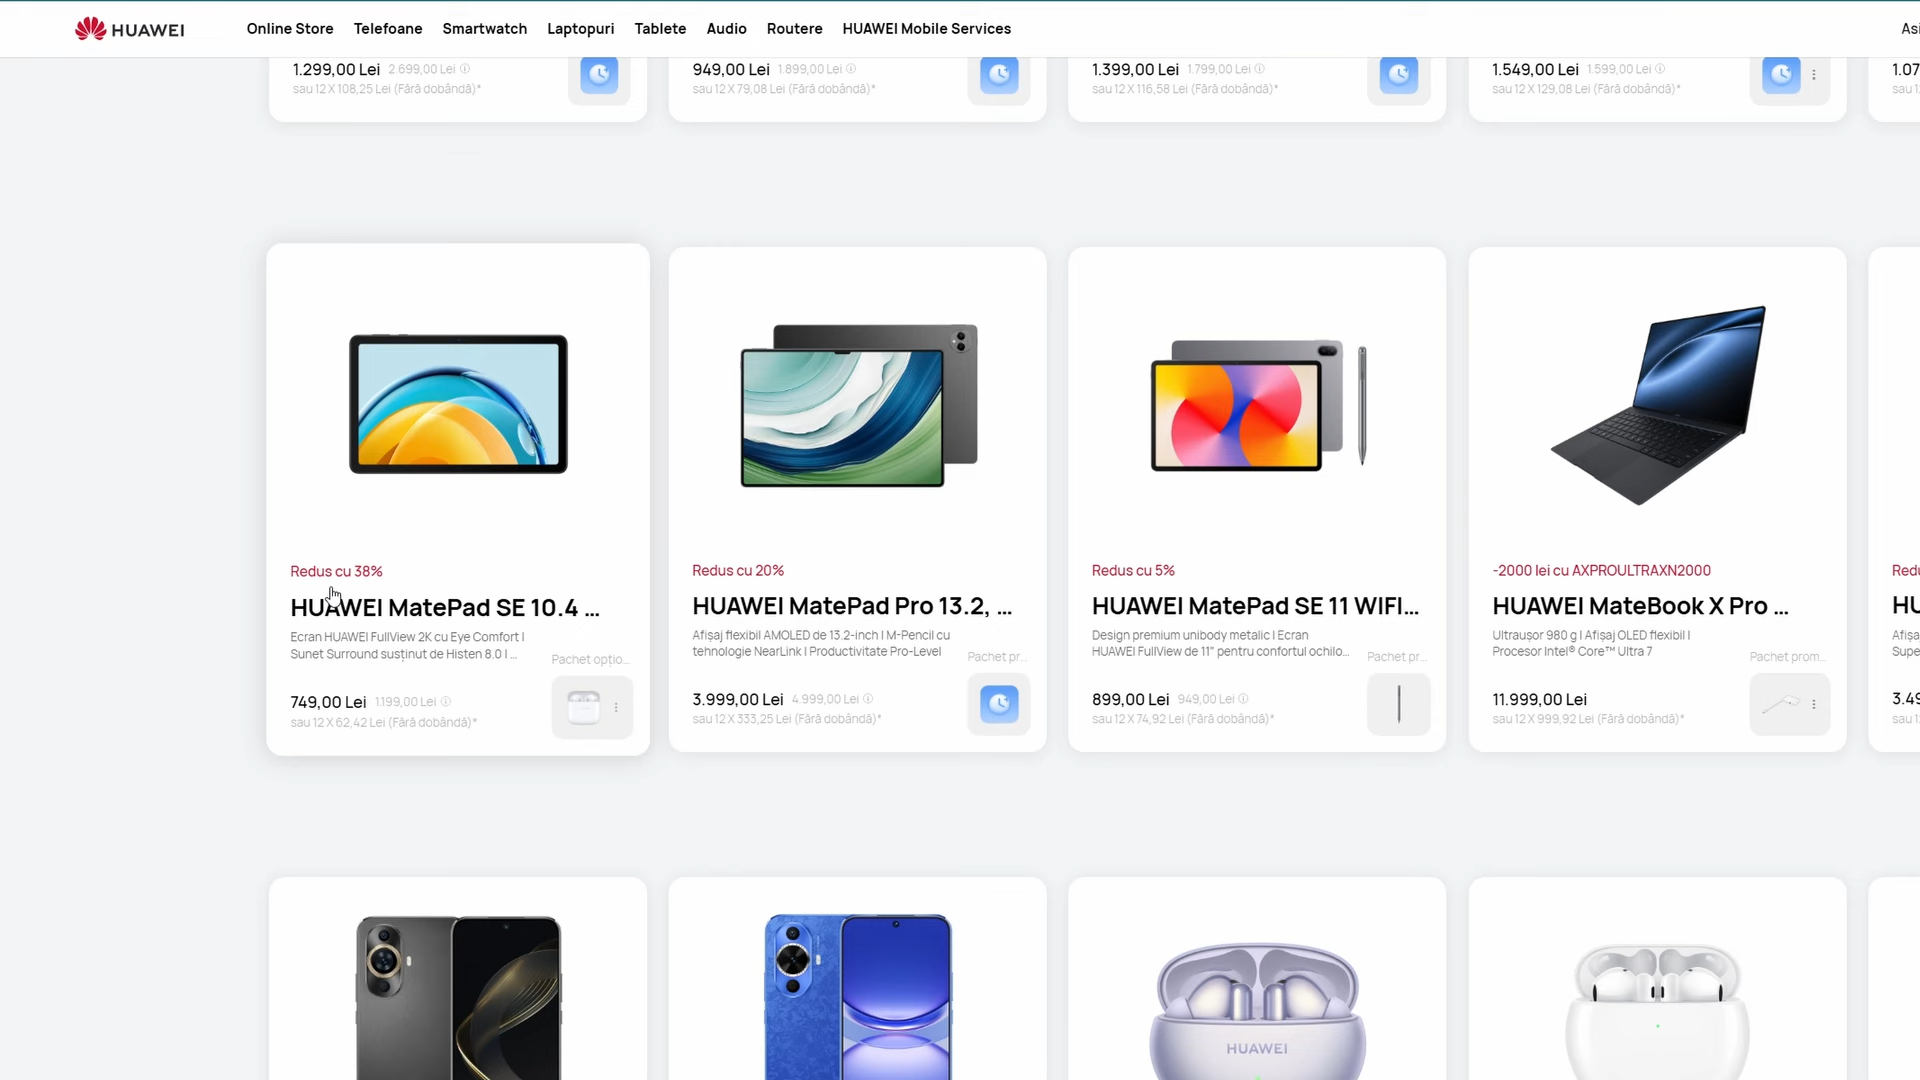 HUAWEI
Online Store Telefoane Smartwatch Laptopuri Tablete Audio Routere HUAWEI Mobile Services
1.299,00 Lei 2.699,00 Lei
sau 12 X 108,25 Lei (Fără dobândă)*
949,00 Lei 1.899,00 Lei
sau 12 X 79,08 Lei (Fără dobândă)*
1.399,00 Lei 1.799,00 Lei
sau 12 X 116,58 Lei (Fără dobândă)*
1.549,00 Lei 1.599,00 Lei
sau 12 X 129,08 Lei (Fără dobândă)*
Redus cu 38%
HUAWEI MatePad SE 10.4 ...
Ecran HUAWEI FullView 2K cu Eye Comfort |
Sunet Surround susținut de Histen 8.0 | ...
Pachet opțio...
749,00 Lei 1.199,00 Lei
sau 12 X 62,42 Lei (Fără dobândă)*
Redus cu 20%
HUAWEI MatePad Pro 13.2, ...
Afișaj flexibil AMOLED de 13.2-inch | M-Pencil cu
tehnologie NearLink | Productivitate Pro-Level
Pachet pr...
3.999,00 Lei 4.999,00 Lei
sau 12 X 333,25 Lei (Fără dobândă)*
Redus cu 5%
HUAWEI MatePad SE 11 WIFI...
Design premium unibody metalic | Ecran
HUAWEI FullView de 11" pentru confortul ochilo...
Pachet pr...
899,00 Lei 949,00 Lei
sau 12 X 74,92 Lei (Fără dobândă)*
-2000 lei cu AXPROULTRAXN2000
HUAWEI MateBook X Pro ...
Ultraușor 980 g | Afișaj OLED flexibil |
Procesor Intel® Core™ Ultra 7
Pachet prom...
11.999,00 Lei
sau 12 X 999,92 Lei (Fără dobândă)*
HUAWEI